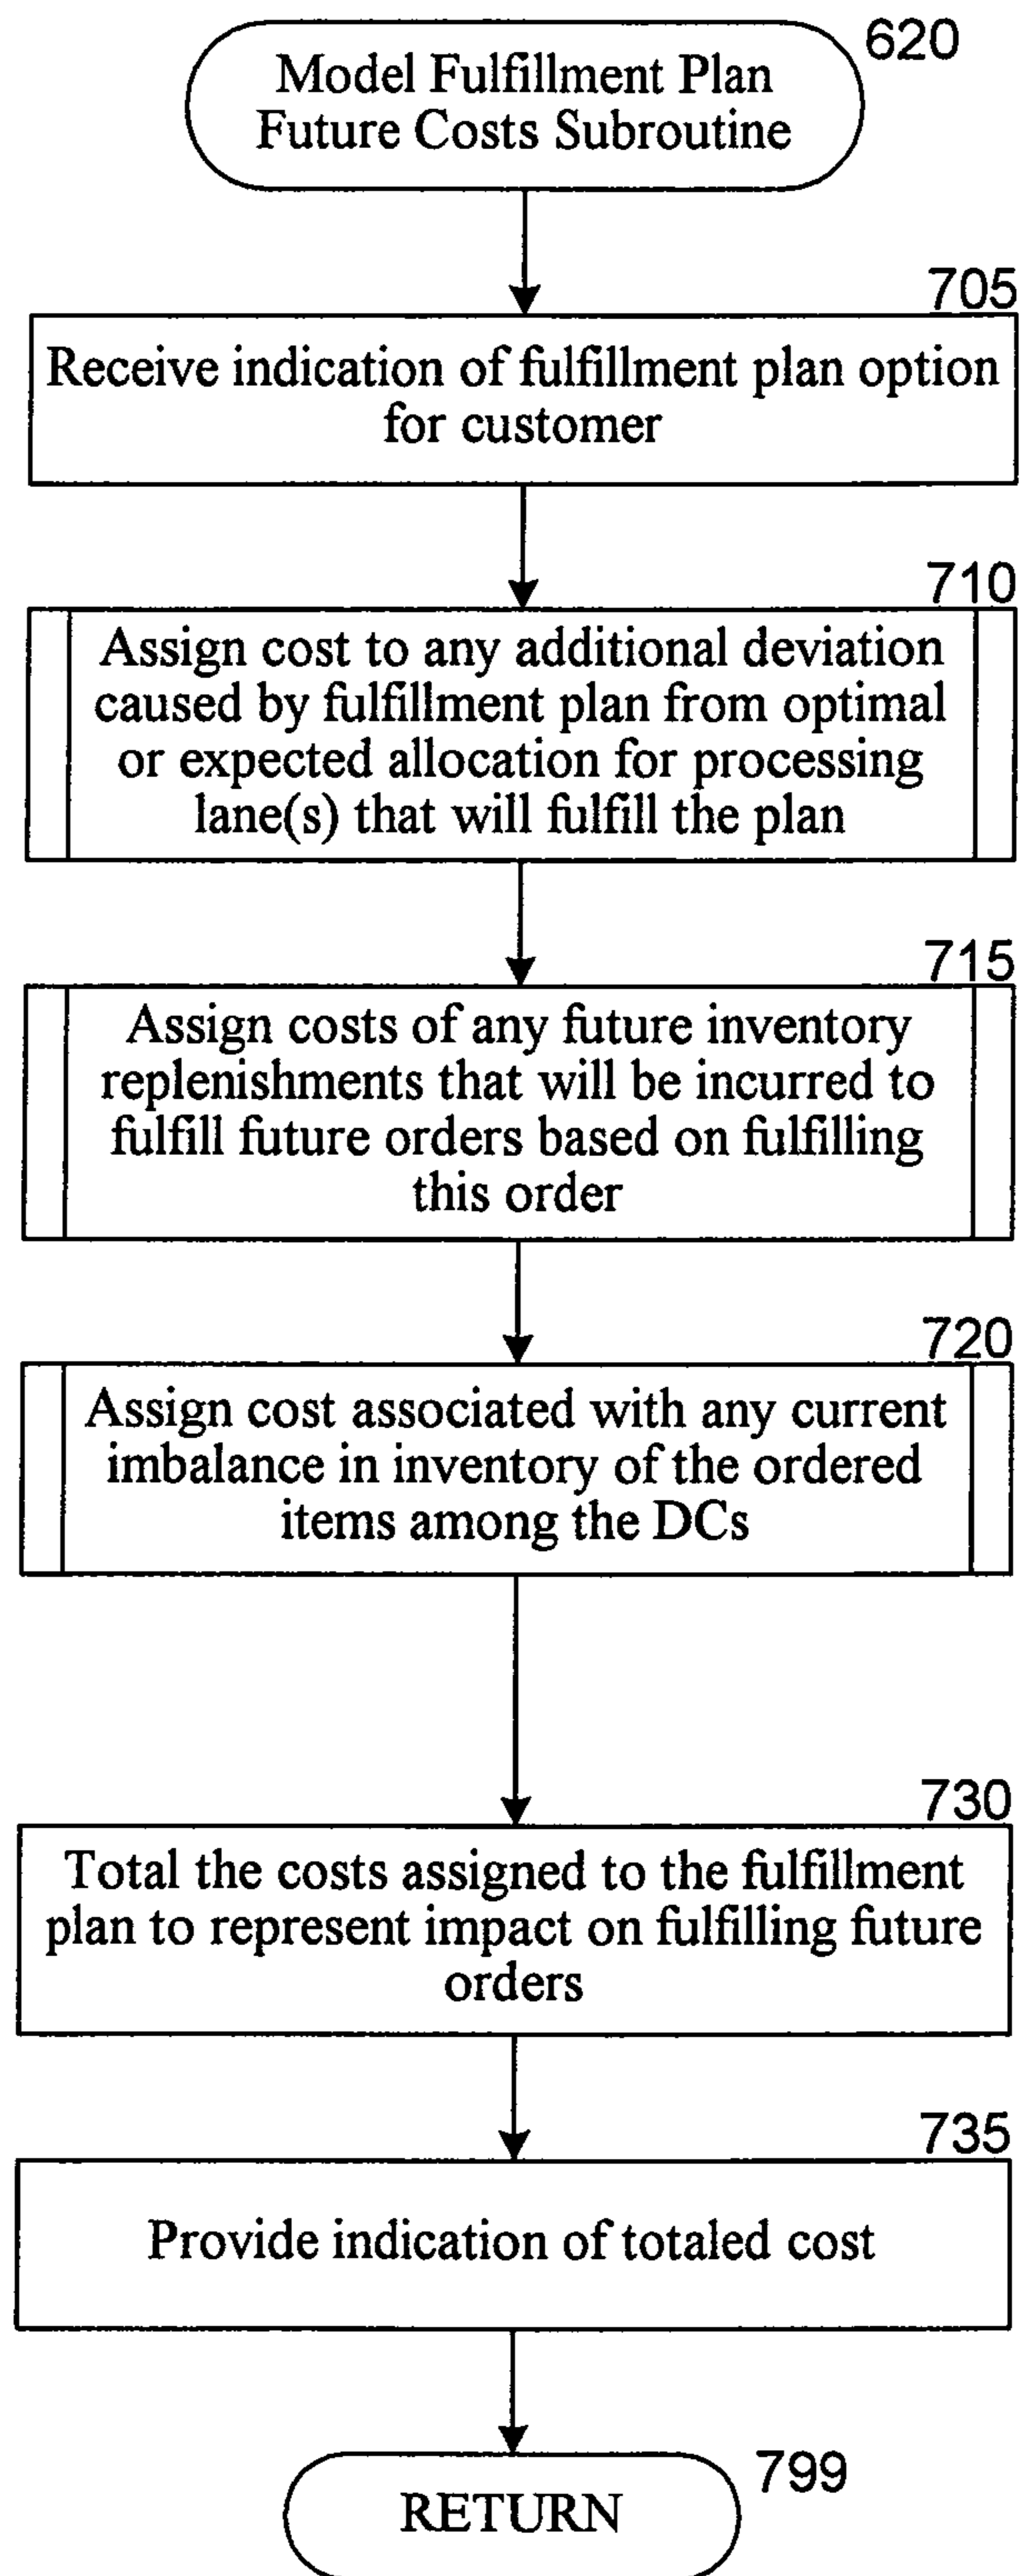 620
Model Fulfillment Plan
Future Costs Subroutine
705
Receive indication of fulfillment plan option
for customer
710
Assign cost to any additional deviation
caused by fulfillment plan from optimal
or expected allocation for processing
lane(s) that will fulfill the plan
715
Assign costs of any future inventory
replenishments that will be incurred to
fulfill future orders based on fulfilling
this order
720
Assign cost associated with any current
imbalance in inventory of the ordered
items among the DCs
730
Total the costs assigned to the fulfillment
plan to represent impact on fulfilling future
orders
735
Provide indication of totaled cost
799
RETURN